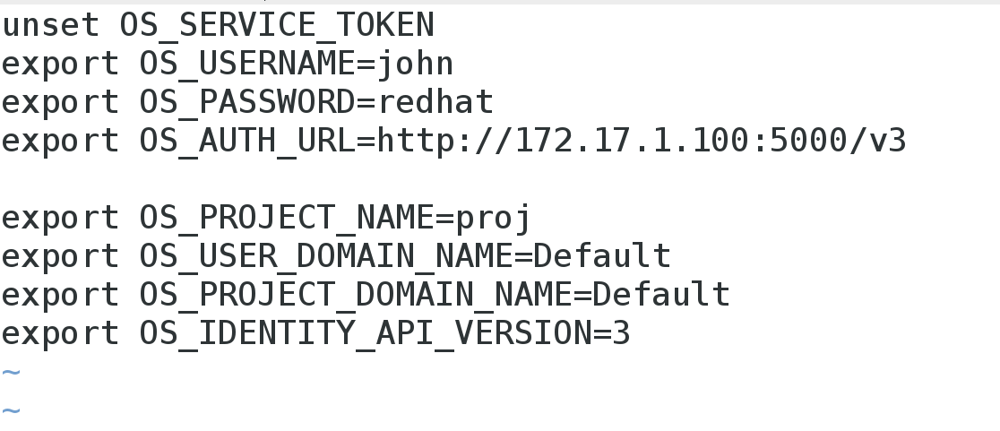 unset OS_SERVICE_TOKEN
export OS_USERNAME=john
export OS_PASSWORD=redhat
export OS_AUTH_URL=http://172.17.1.100:5000/v3
export OS_PROJECT_NAME=proj
export OS_USER_DOMAIN_NAME=Default
export OS_PROJECT_DOMAIN_NAME=Default
export OS_IDENTITY_API_VERSION=3
~
~